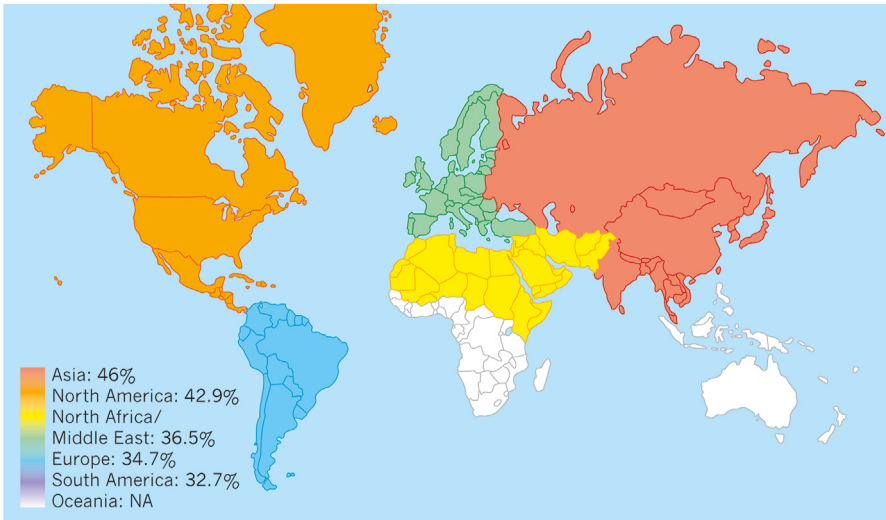 Asia: 46%
North America: 42.9%
North Africa/
Middle East: 36.5%
Europe: 34.7%
South America: 32.7%
Oceania: NA